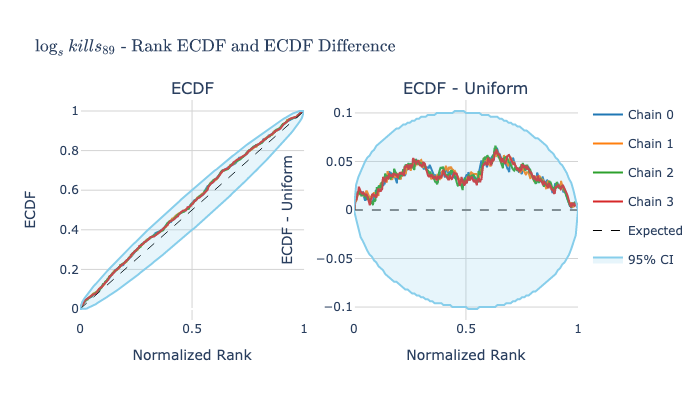 log_s kills_89 - Rank ECDF and ECDF Difference
ECDF
ECDF - Uniform
ECDF
1
0.8
0.6
0.4
0.2
0
0
0.5
1
Normalized Rank
ECDF - Uniform
0.1
0.05
0
−0.05
−0.1
0
0.5
1
Normalized Rank
Chain 0
Chain 1
Chain 2
Chain 3
Expected
95% CI